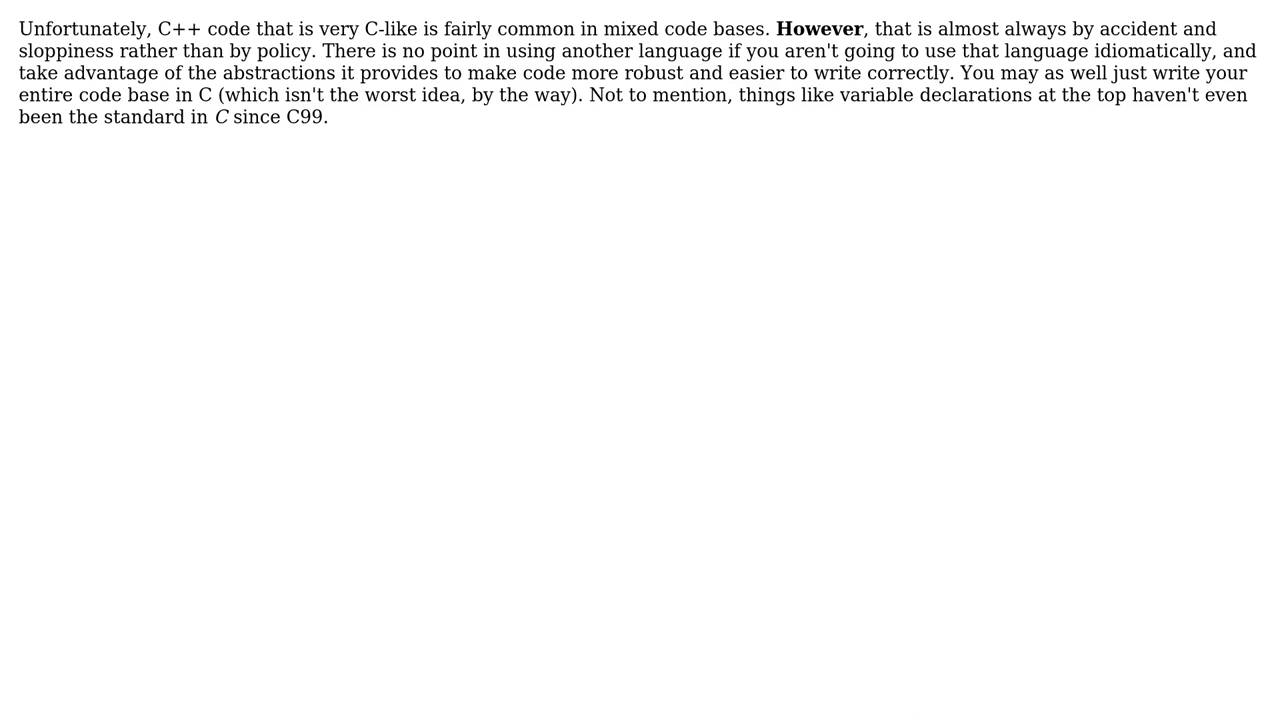 Unfortunately, C++ code that is very C-like is fairly common in mixed code bases. However, that is almost always by accident and
sloppiness rather than by policy. There is no point in using another language if you aren't going to use that language idiomatically, and
take advantage of the abstractions it provides to make code more robust and easier to write correctly. You may as well just write your
entire code base in C (which isn't the worst idea, by the way). Not to mention, things like variable declarations at the top haven't even
been the standard in C since C99.